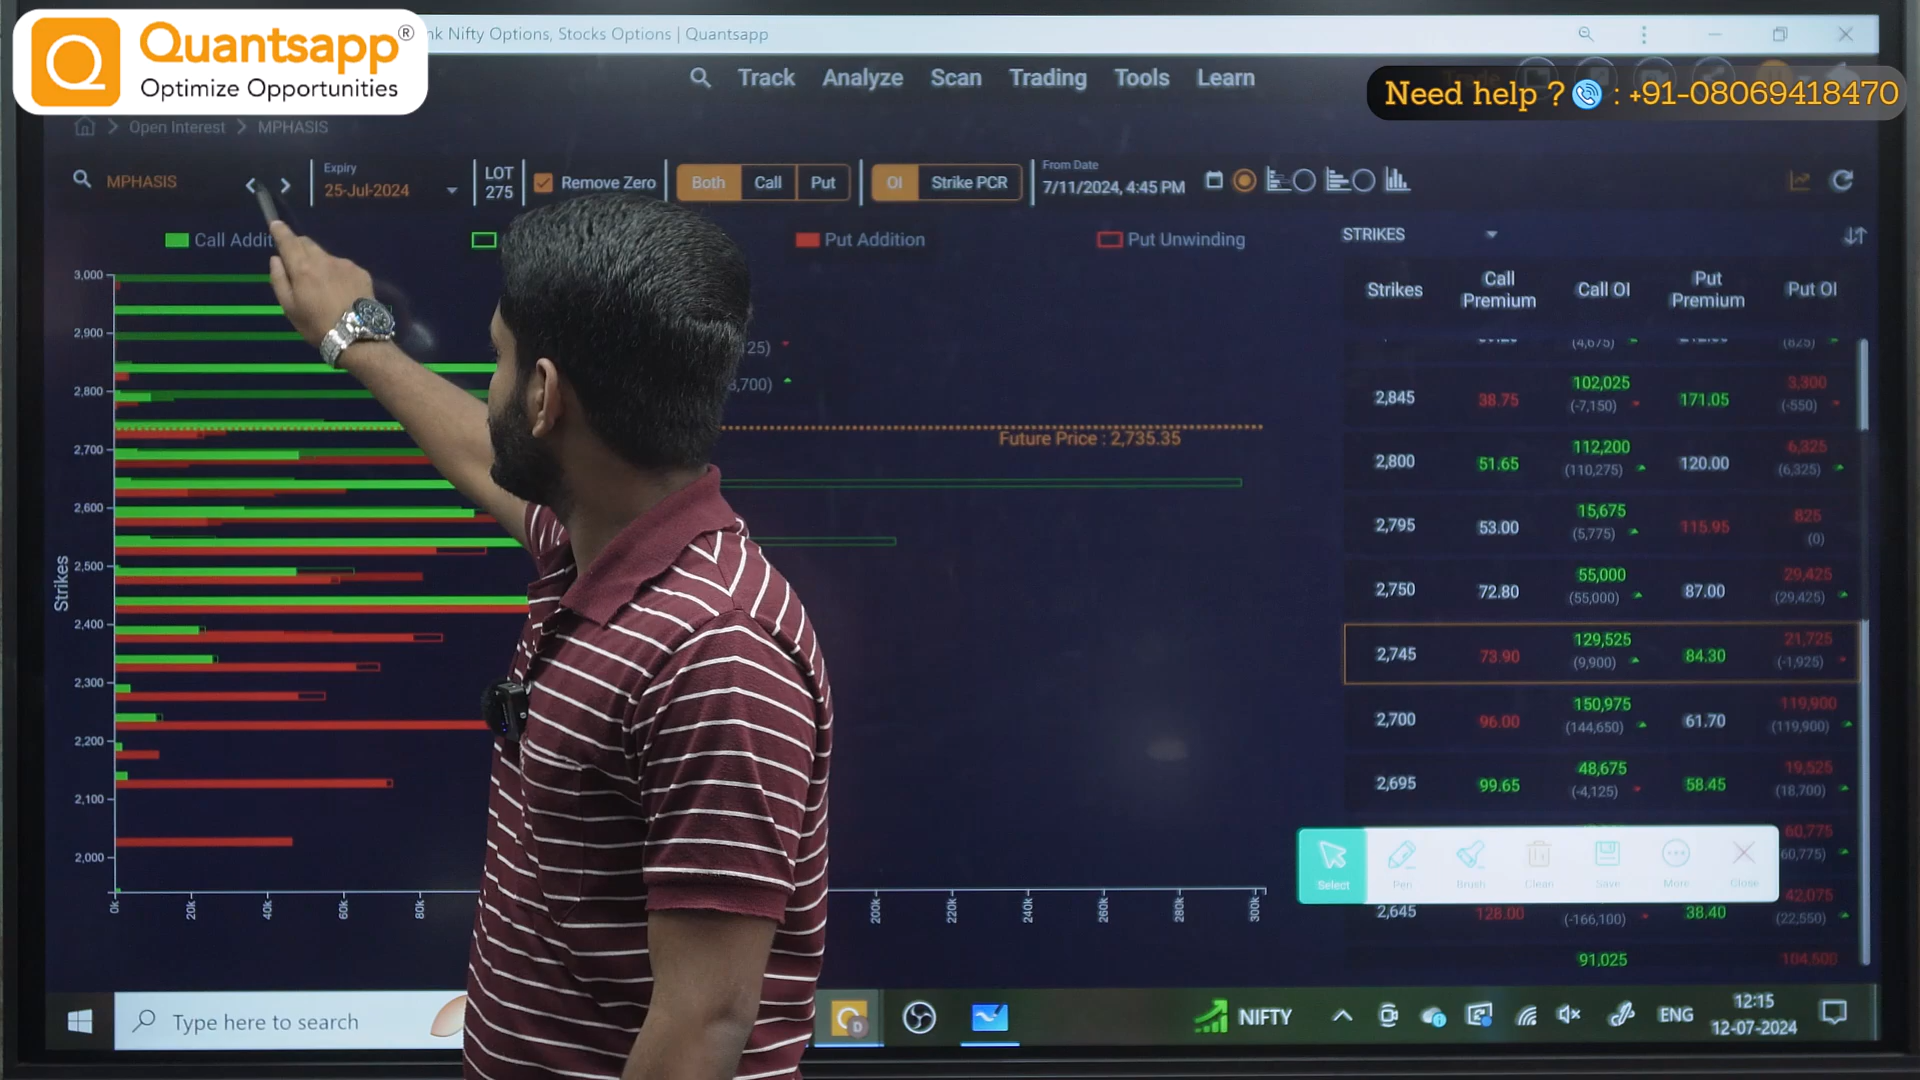 Quantsapp®
Optimize Opportunities
nk Nifty Options, Stocks Options | Quantsapp
Track Analyze Scan Trading Tools Learn
Need help ? : +91-08069418470
Open Interest > MPHASIS
MPHASIS
< >
Expiry
25-Jul-2024
LOT
275
Remove Zero
Both Call Put
OI Strike PCR
From Date
7/11/2024, 4:45 PM
Call Addit
Put Addition
Put Unwinding
STRIKES
Strikes
Call Premium
Call OI
Put Premium
Put OI
(4,675) (825)
2,845 38.75 102,025 (-7,150) 171.05 3,300 (-550)
2,800 51.65 112,200 (110,275) 120.00 6,325 (6,325)
2,795 53.00 15,675 (5,775) 115.95 825 (0)
2,750 72.80 55,000 (55,000) 87.00 29,425 (29,425)
2,745 73.90 129,525 (9,900) 84.30 21,725 (-1,925)
2,700 96.00 150,975 (144,650) 61.70 119,900 (119,900)
2,695 99.65 48,675 (-4,125) 58.45 19,525 (18,700)
60,775
60,775)
2,645 128.00 (-166,100) 38.40 42,075 (22,550)
91,025
Select Pen Brush Clean Save More Close
25)
3,700)
Future Price : 2,735.35
Strikes
3,000
2,900
2,800
2,700
2,600
2,500
2,400
2,300
2,200
2,100
2,000
0k 20k 40k 60k 80k 200k 220k 240k 260k 280k 300k
Type here to search
D
NIFTY
ENG
12:15
12-07-2024